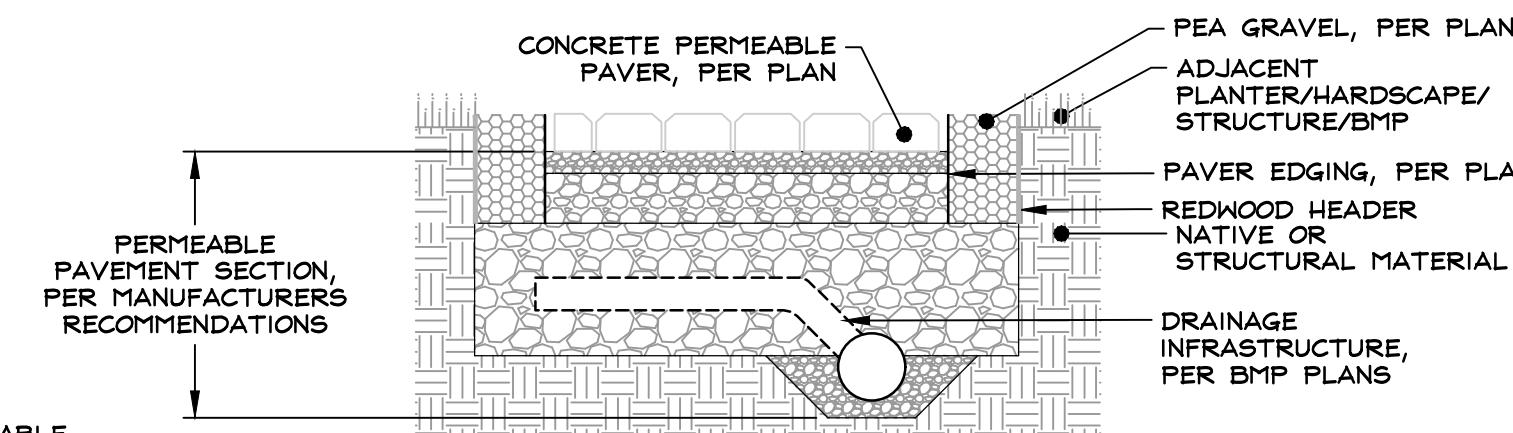 CONCRETE PERMEABLE
PAVER, PER PLAN
PEA GRAVEL, PER PLAN
ADJACENT
PLANTER/HARDSCAPE/
STRUCTURE/BMP
PAVER EDGING, PER PLA
REDWOOD HEADER
NATIVE OR
STRUCTURAL MATERIAL
PERMEABLE
PAVEMENT SECTION,
PER MANUFACTURERS
RECOMMENDATIONS
DRAINAGE
INFRASTRUCTURE,
PER BMP PLANS